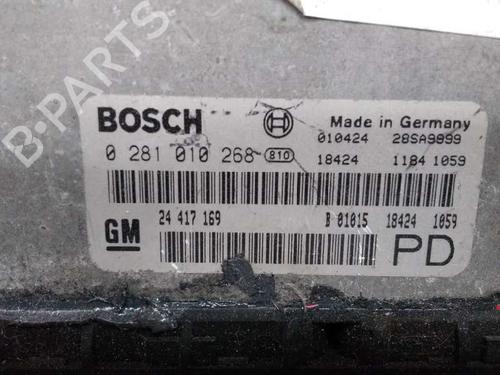 B-PARTS
BOSCH Made in Germany
010424 28SA9999
0 281 010 268 810 18424 1184 1059
24 417 169 B 01015 18424 1059
GM PD